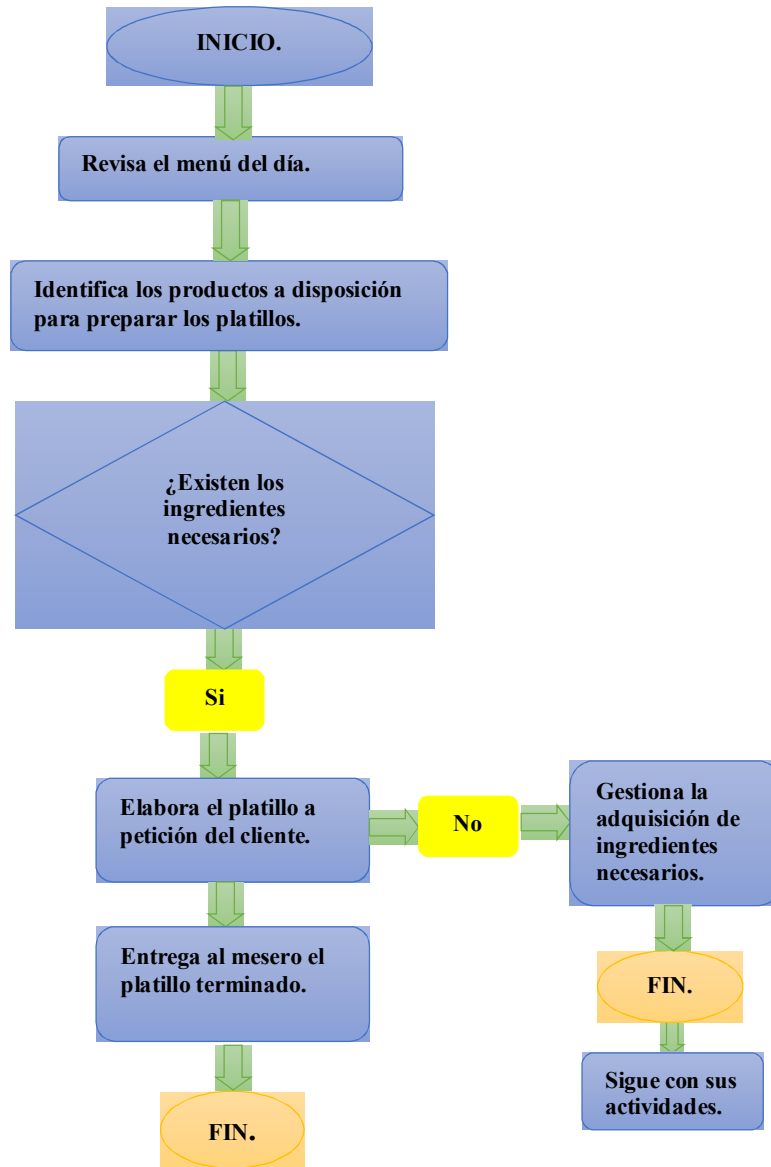 INICIO.
Revisa el menú del día.
Identifica los productos a disposición
para preparar los platillos.
¿Existen los
ingredientes
necesarios?
Si
Elabora el platillo a
petición del cliente.
No
Gestiona la
adquisición de
ingredientes
necesarios.
Entrega al mesero el
platillo terminado.
FIN.
Sigue con sus
actividades.
FIN.